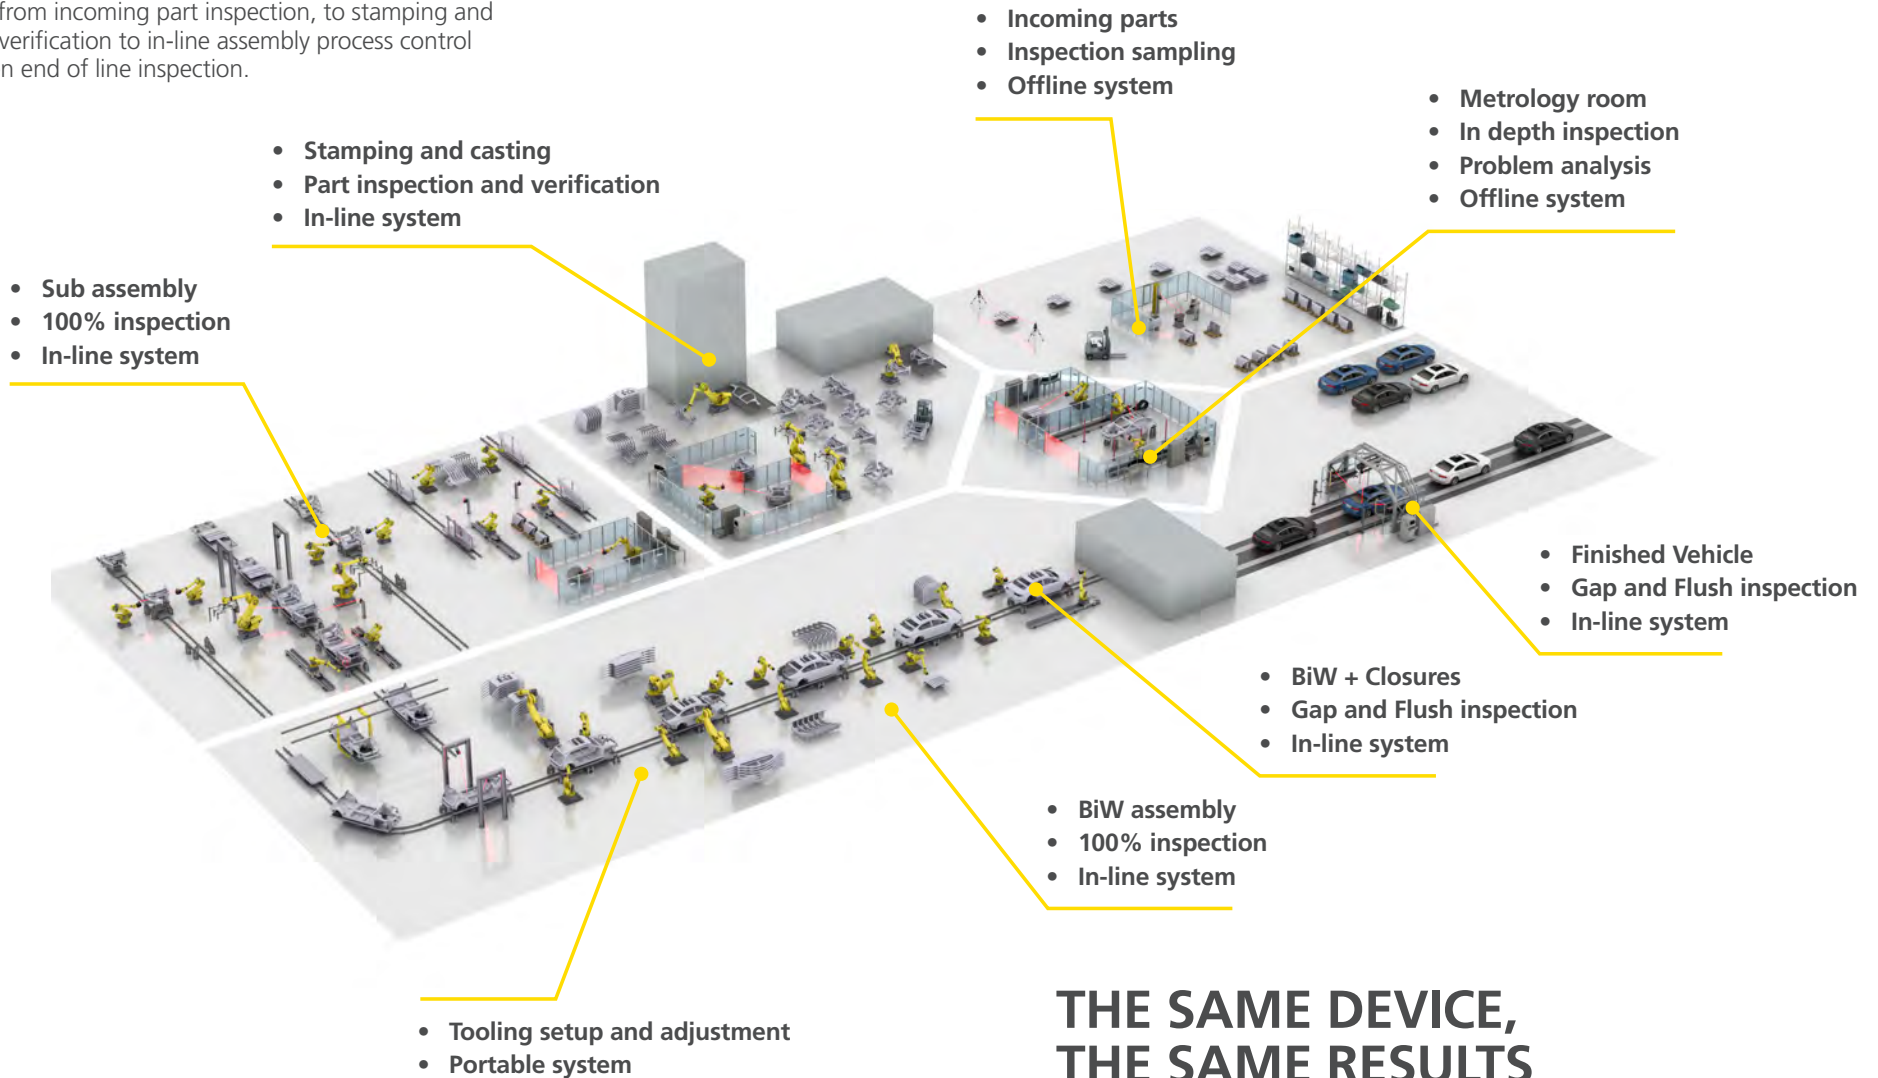 from incoming part inspection, to stamping and
verification to in-line assembly process control
n end of line inspection.
• Incoming parts
• Inspection sampling
• Offline system
• Metrology room
• In depth inspection
• Problem analysis
• Offline system
• Stamping and casting
• Part inspection and verification
• In-line system
• Sub assembly
• 100% inspection
• In-line system
• Finished Vehicle
• Gap and Flush inspection
• In-line system
• BiW + Closures
• Gap and Flush inspection
• In-line system
• BiW assembly
• 100% inspection
• In-line system
• Tooling setup and adjustment
• Portable system
THE SAME DEVICE,
THE SAME RESULTS